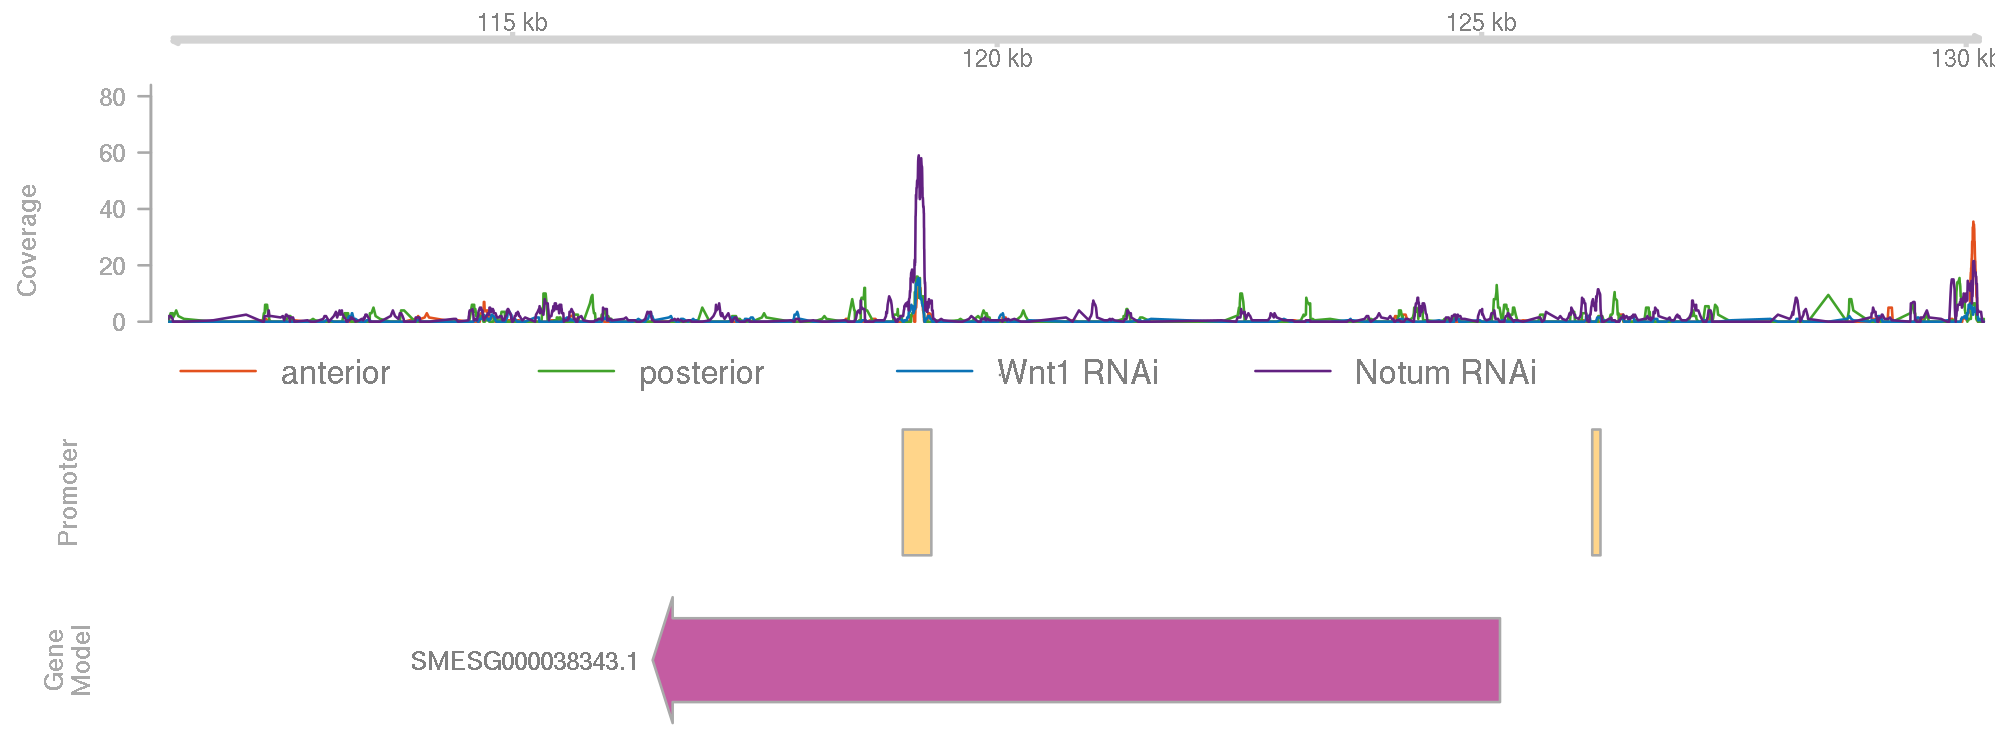 115 kb
125 kb
120 kb
130 kb
Coverage
80
60
40
20
0
anterior
posterior
Wnt1 RNAi
Notum RNAi
Promoter
Gene
Model
SMESG000038343.1